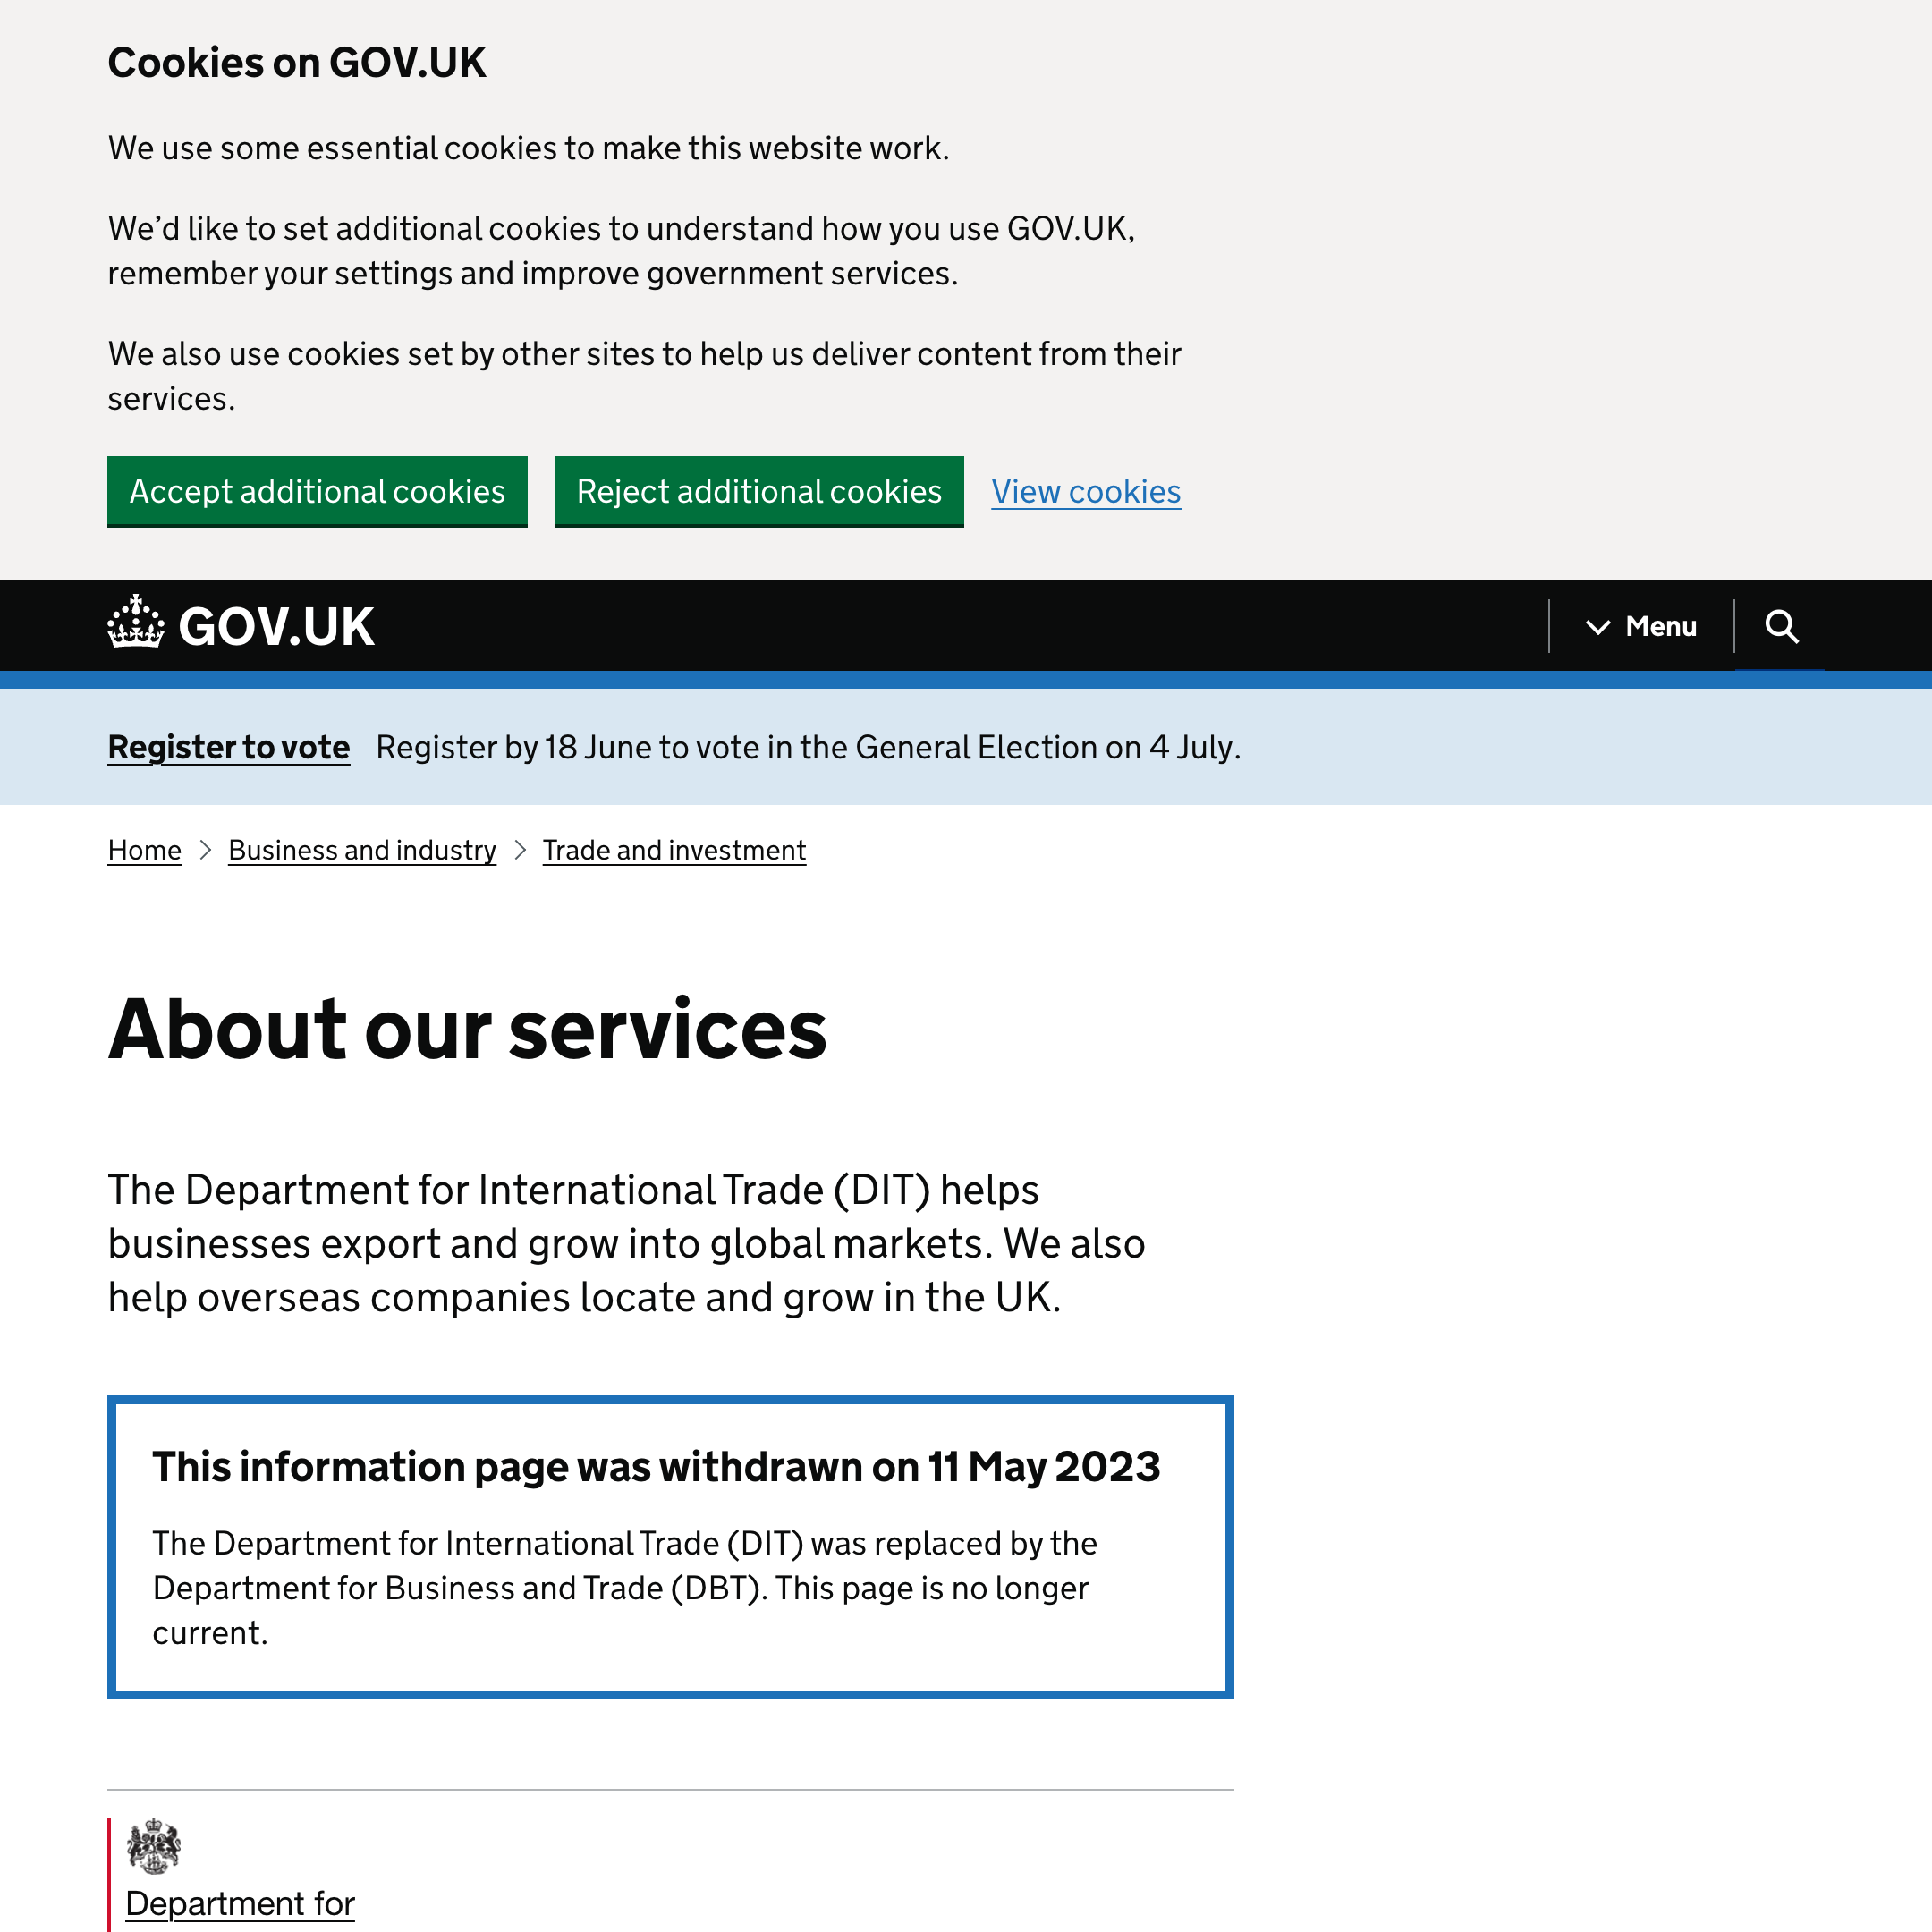 Cookies on GOV.UK
We use some essential cookies to make this website work.
We’d like to set additional cookies to understand how you use GOV.UK,
remember your settings and improve government services.
We also use cookies set by other sites to help us deliver content from their
services.
Accept additional cookies Reject additional cookies View cookies
GOV.UK Menu
Register to vote Register by 18 June to vote in the General Election on 4 July.
Home Business and industry Trade and investment
About our services
The Department for International Trade (DIT) helps
businesses export and grow into global markets. We also
help overseas companies locate and grow in the UK.
This information page was withdrawn on 11 May 2023
The Department for International Trade (DIT) was replaced by the
Department for Business and Trade (DBT). This page is no longer
current.
Department for